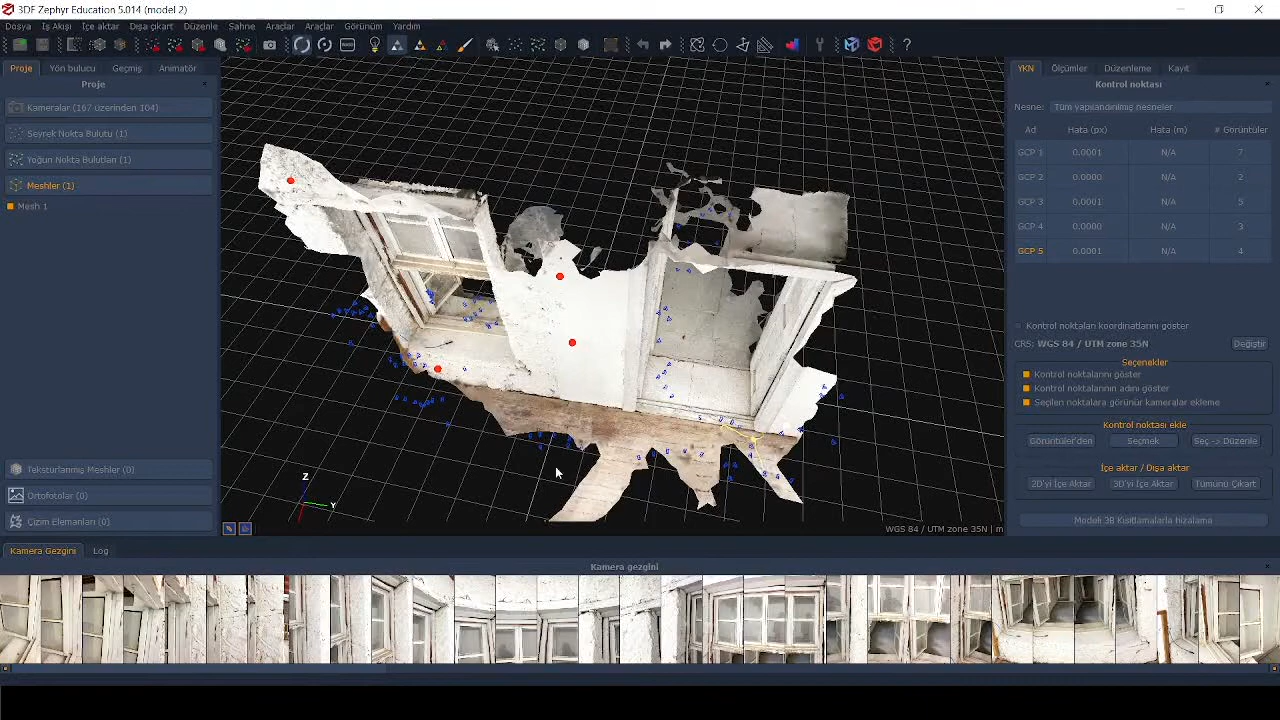 3DF Zephyr Education 5.014 (model 2)
Dosya İş Akışı İçe aktar Dışa aktar Düzenle Sahne Araçlar Araçlar Görünüm Yardım
Proje Yön bulucu Geçmiş Animatör
Proje
Kameralar (167 üzerinden 104)
Seyrek Nokta Bulutu (1)
Yoğun Nokta Bulutları (1)
Meshler (1)
Mesh 1
Teksturlanmış Meshler (0)
Ortofotolar (0)
Çizim Elemanları (0)
Z
Y
WGS 84 / UTM zone 35N | m
YKN Ölçümler Düzenleme Kayıt
Kontrol noktası
Nesne: Tüm yapılandırılmış nesneler
Ad Hata (px) Hata (m) # Görüntüler
GCP 1 0.0001 N/A 7
GCP 2 0.0000 N/A 2
GCP 3 0.0001 N/A 5
GCP 4 0.0000 N/A 3
GCP 5 0.0001 N/A 4
Kontrol noktaları koordinatlarını göster
CRS: WGS 84 / UTM zone 35N Değiştir
Seçenekler
Kontrol noktalarını göster
Kontrol noktalarının adını göster
Seçilen noktalara görünür kameralar ekleme
Kontrol noktası ekle
Görüntüler'den Seçmek Seç -> Düzenle
İçe aktar / Dışa aktar
2D'yi İçe Aktar 3D'yi İçe Aktar Tümünü Çıkart
Modeli 3B Kısıtlamalarla hizalama
Kamera Gezgini Log
Kamera gezgini